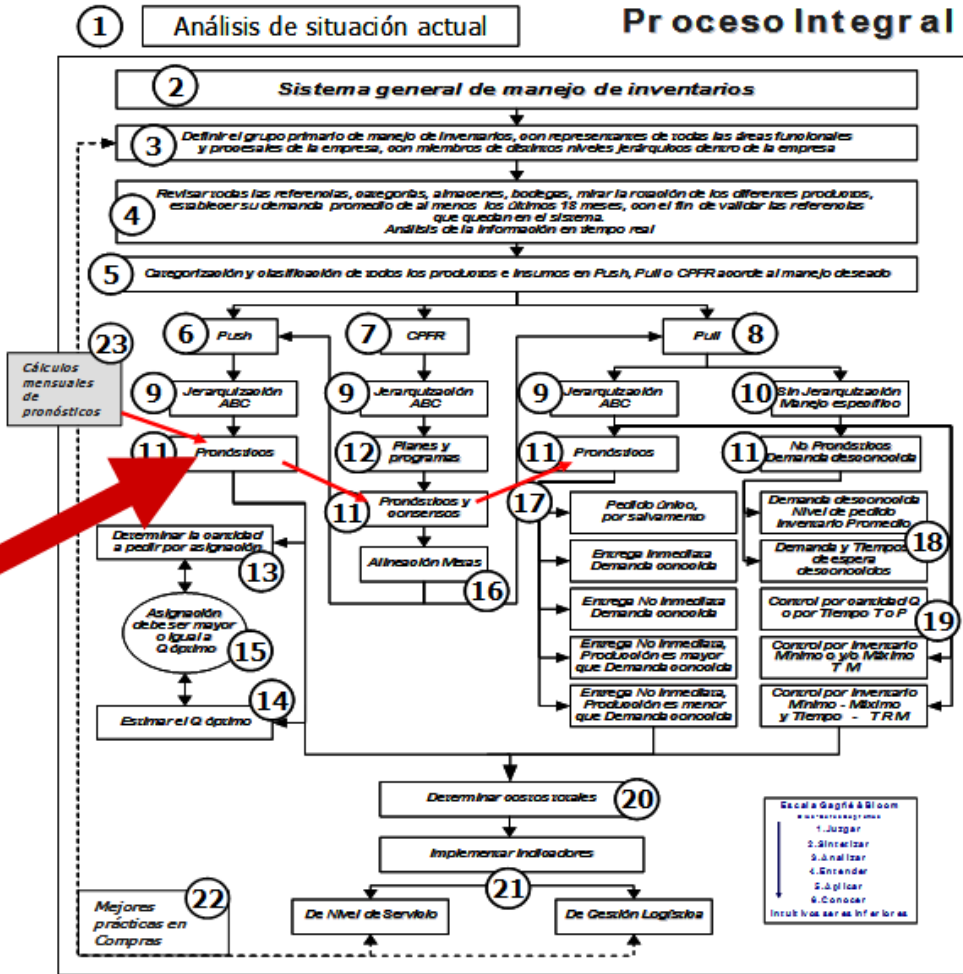 1
Análisis de situación actual
Proceso Integral
2
Sistema general de manejo de inventarios
3
Definir el grupo primario de manejo de inventarios, con representantes de todas las áreas funcionales
y procesales de la empresa, con miembros de distintos niveles jerárquicos dentro de la empresa
4
Revisar todas las referencias, categorías, almacenes, bodegas, mirar la rotación de los diferentes productos,
establecer su demanda promedio de al menos los últimos 18 meses, con el fin de validar las referencias
que quedan en el sistema.
Análisis de la información en tiempo real
5
Categorización y clasificación de todos los productos e insumos en Push, Pull o CPFR acorde al manejo deseado
6
Push
7
CPFR
Pull
8
23
Cálculos
mensuales
de
pronósticos
9
Jerarquización
ABC
9
Jerarquización
ABC
9
Jerarquización
ABC
10
Sin Jerarquización
Manejo específico
11
Pronósticos
12
Planes y
programas
11
Pronósticos
11
No Pronósticos
Demanda desconocida
11
Pronósticos y
consensos
17
Pedido único,
por salvamento
Demanda desconocida
Nivel de pedido
Inventario Promedio
18
Determinar la cantidad
a pedir por asignación
13
Alineación Metas
16
Entrega Inmediata
Demanda conocida
Demanda y Tiempos
de espera
desconocidos
Asignación
debe ser mayor
o igual a
Q óptimo
15
Entrega No Inmediata
Demanda conocida
Control por cantidad Q
o por Tiempo T o P
19
Entrega No Inmediata,
Producción es mayor
que Demanda conocida
Control por Inventario
Mínimo o y/o Máximo
T M
14
Estimar el Q óptimo
Entrega No Inmediata,
Producción es menor
que Demanda conocida
Control por Inventario
Mínimo - Máximo
y Tiempo - TRM
Determinar costos totales
20
Implementar Indicadores
21
De Nivel de Servicio
De Gestión Logística
22
Mejores
prácticas en
Compras
Escala Gagñé & Bloom
1.Juzgar
2.Sintetizar
3.Analizar
4.Entender
5.Aplicar
6.Conocer
Intuitivos seres inferiores